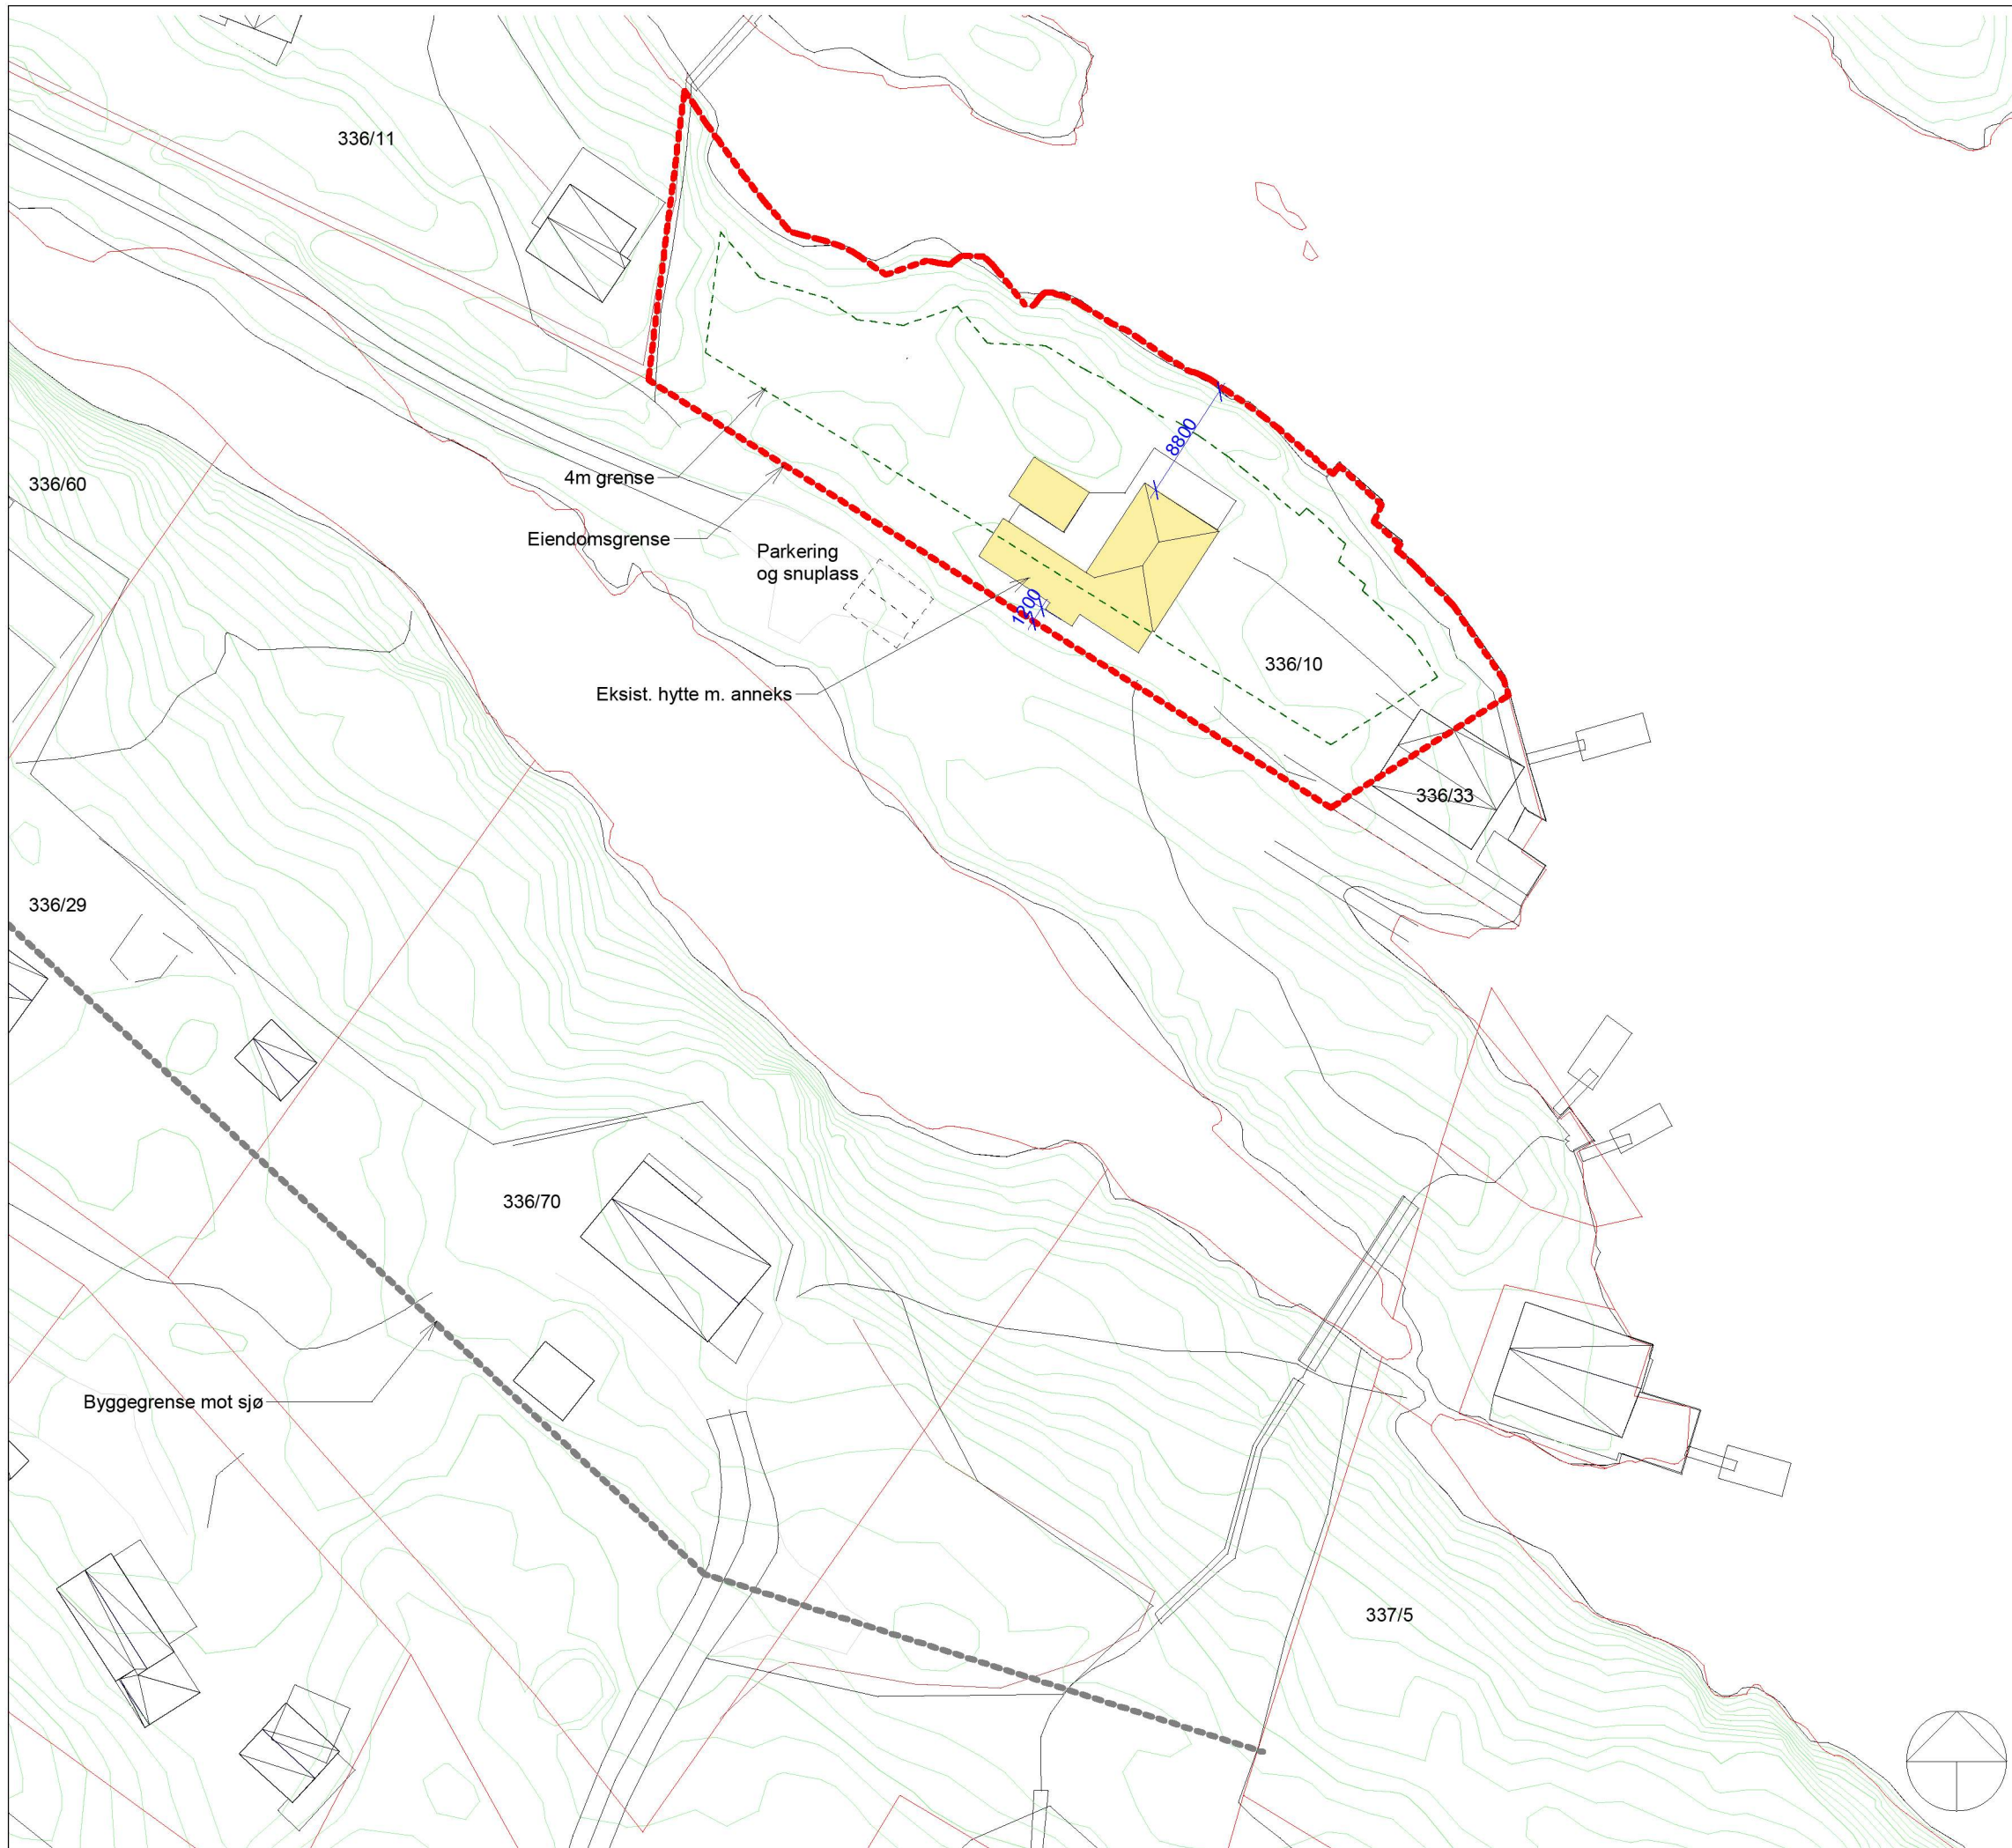 336/11
8800
4m grense
336/60
Eiendomsgrense
Parkering
og snuplass
1200
336/10
Eksist. hytte m. anneks
336/33
336/29
336/70
Byggegrense mot sjø
337/5